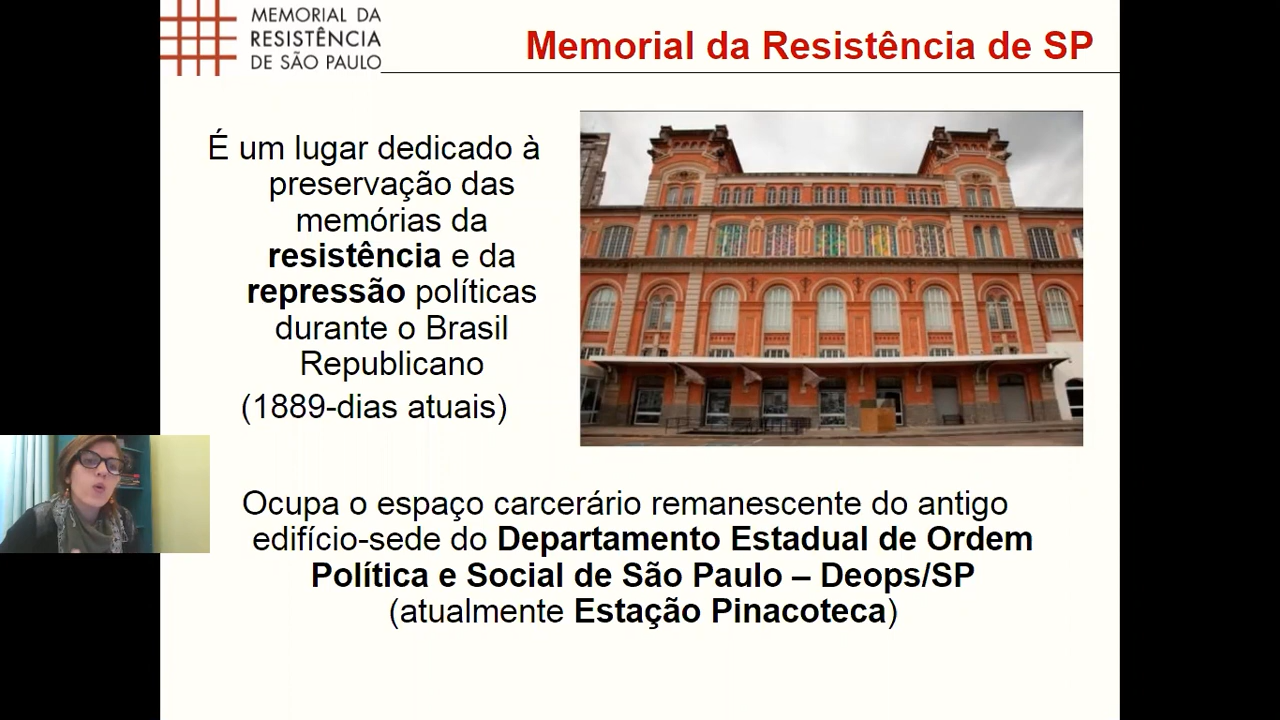 MEMORIAL DA
RESISTÊNCIA
DE SÃO PAULO
Memorial da Resistência de SP
É um lugar dedicado à
preservação das
memórias da
resistência e da
repressão políticas
durante o Brasil
Republicano
(1889-dias atuais)
Ocupa o espaço carcerário remanescente do antigo
edifício-sede do Departamento Estadual de Ordem
Política e Social de São Paulo – Deops/SP
(atualmente Estação Pinacoteca)